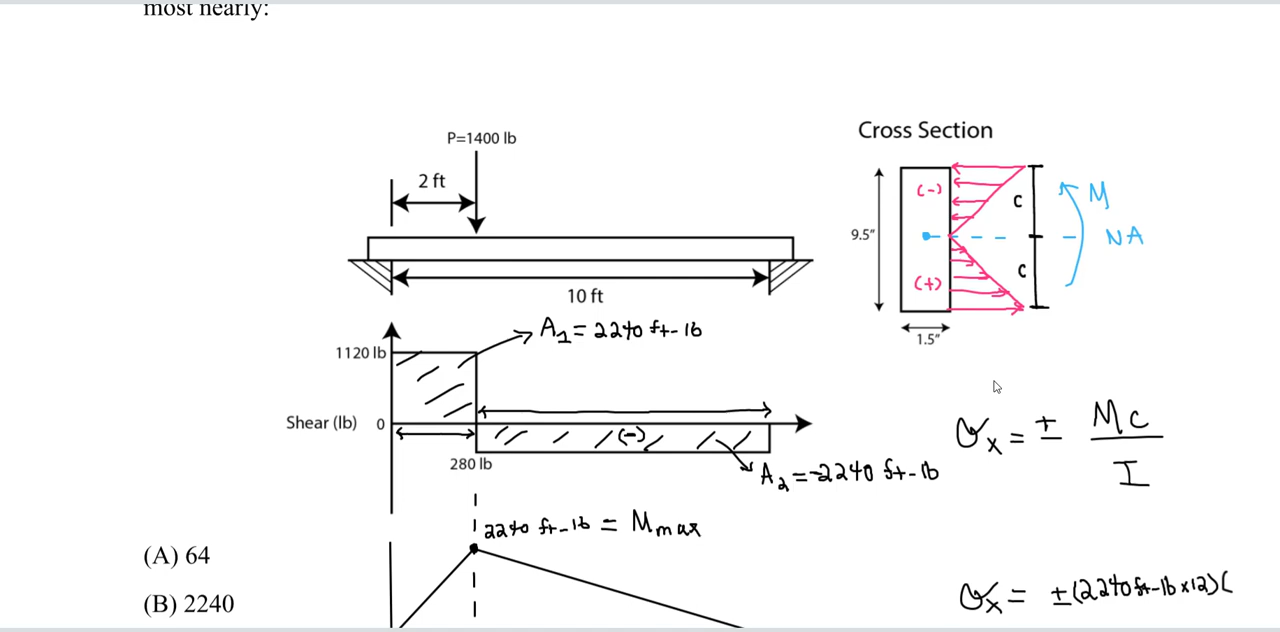 most nearly:
P=1400 lb
2 ft
10 ft
Cross Section
(-)
(+)
c
c
M
NA
9.5"
1.5"
A1 = 2240 ft-lb
1120 lb
Shear (lb) 0
(-)
280 lb
A2 = -2240 ft-lb
σx = ± Mc
I
2240 ft-lb = Mmax
(A) 64
(B) 2240
σx = ±(2240 ft-lb x12)(